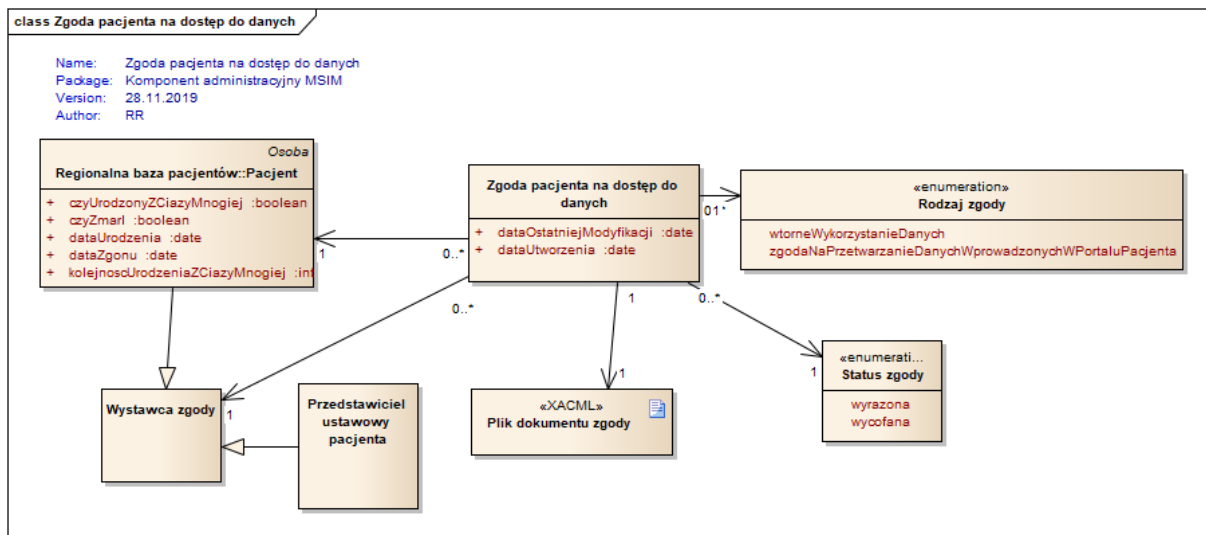 class Zgoda pacjenta na dostęp do danych
Name: Zgoda pacjenta na dostęp do danych
Package: Komponent administracyjny MSIM
Version: 28.11.2019
Author: RR
Osoba
Regionalna baza pacjentów::Pacjent
+ czyUrodzonyZCiazyMnogiej :boolean
+ czyZmarl :boolean
+ dataUrodzenia :date
+ dataZgonu :date
+ kolejnoscUrodzeniaZCiazyMnogiej :int
Zgoda pacjenta na dostęp do
danych
+ dataOstatniejModyfikacji :date
+ dataUtworzenia :date
«enumeration»
Rodzaj zgody
wtorneWykorzystanieDanych
zgodaNaPrzetwarzanieDanychWprowadzonychWPortaluPacjenta
1
0..*
01*
0..*
1
0..*
1
1
1
Wystawca zgody
Przedstawiciel
ustawowy
pacjenta
«XACML»
Plik dokumentu zgody
«enumerati...
Status zgody
wyrazona
wycofana